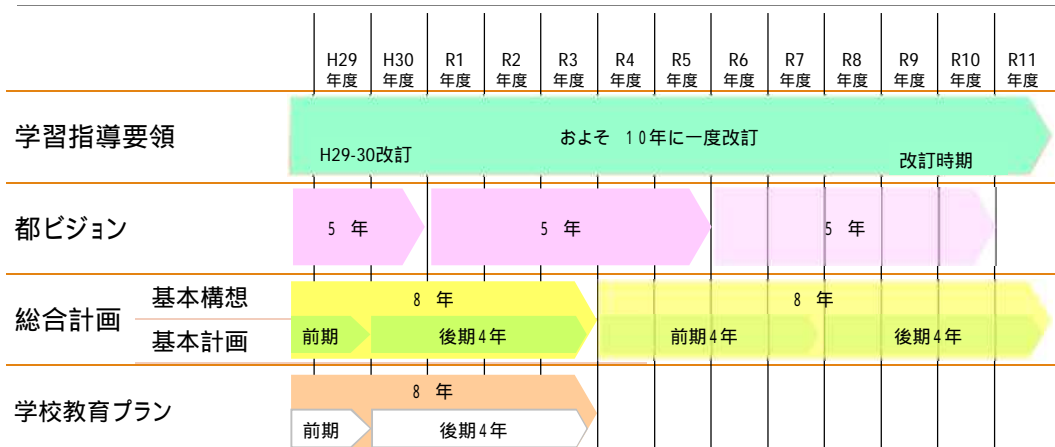 H29 H30 R1 R2 R3 R4 R5 R6 R7 R8 R9 R10 R11
年度 年度 年度 年度 年度 年度 年度 年度 年度 年度 年度 年度 年度
学習指導要領
およそ 10年に一度改訂
H29-30改訂
改訂時期
都ビジョン
5 年
5 年
5 年
総合計画
基本構想
8 年
8 年
基本計画
前期
後期4年
前期4年
後期4年
学校教育プラン
8 年
前期
後期4年